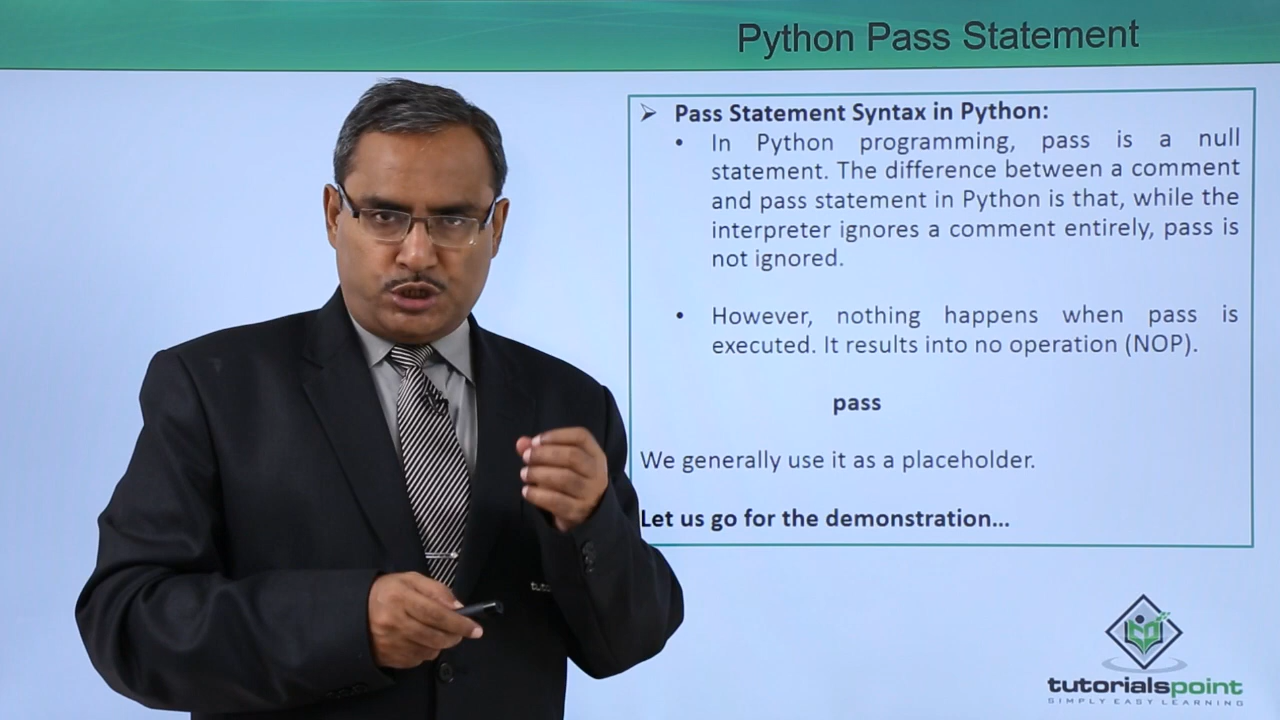 Python Pass Statement
➢ Pass Statement Syntax in Python:
• In Python programming, pass is a null
statement. The difference between a comment
and pass statement in Python is that, while the
interpreter ignores a comment entirely, pass is
not ignored.
• However, nothing happens when pass is
executed. It results into no operation (NOP).
pass
We generally use it as a placeholder.
Let us go for the demonstration...
tutorialspoint
SIMPLY EASY LEARNING